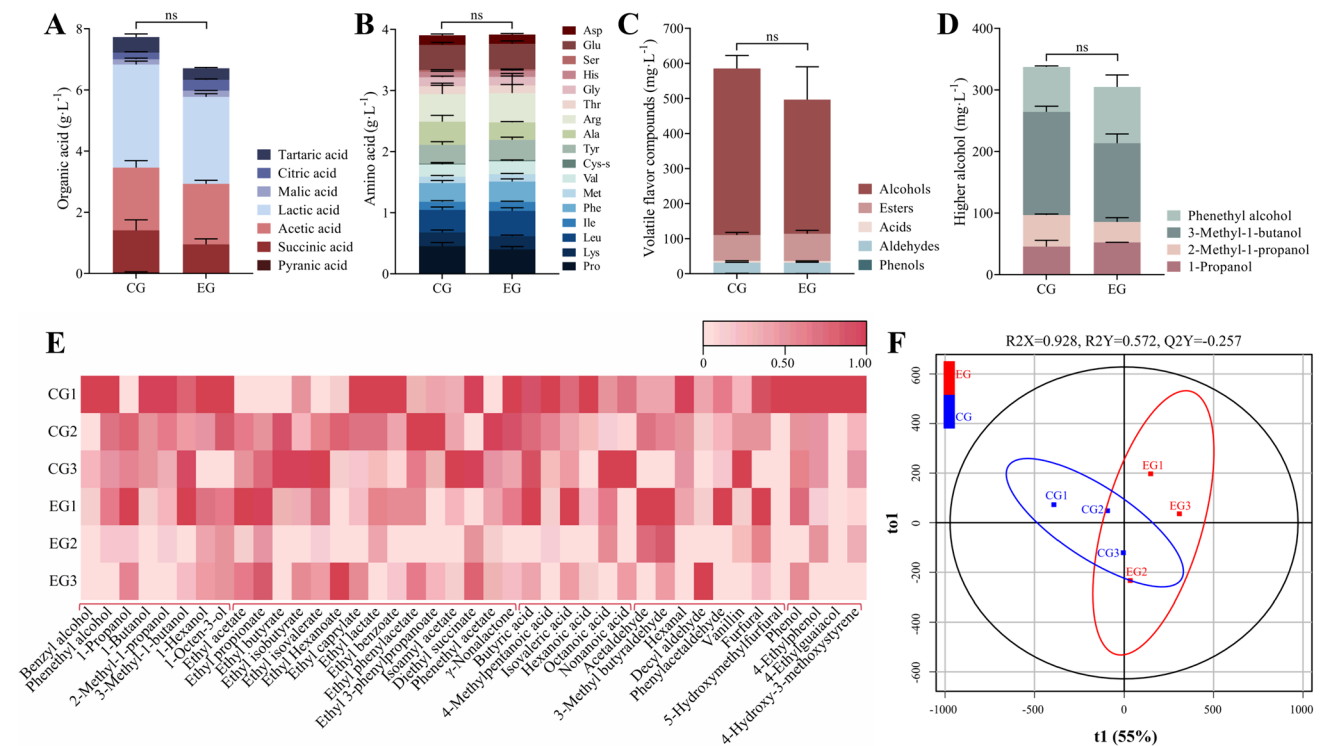 A
ns
Organic acid (g·L⁻¹)
8
6
4
2
0
CG
EG
Tartaric acid
Citric acid
Malic acid
Lactic acid
Acetic acid
Succinic acid
Pyranic acid
B
ns
Amino acid (g·L⁻¹)
4
3
2
1
0
CG
EG
Asp
Glu
Ser
His
Gly
Thr
Arg
Ala
Tyr
Cys-s
Val
Met
Phe
Ile
Leu
Lys
Pro
C
ns
Volatile flavor compounds (mg·L⁻¹)
700
600
500
400
300
200
100
0
CG
EG
Alcohols
Esters
Acids
Aldehydes
Phenols
D
ns
Higher alcohol (mg·L⁻¹)
400
300
200
100
0
CG
EG
Phenethyl alcohol
3-Methyl-1-butanol
2-Methyl-1-propanol
1-Propanol
E
0
0.50
1.00
CG1
CG2
CG3
EG1
EG2
EG3
Benzyl alcohol
Phenethyl alcohol
1-Propanol
1-Butanol
2-Methyl-1-propanol
3-Methyl-1-butanol
1-Hexanol
1-Octen-3-ol
Ethyl acetate
Ethyl propionate
Ethyl butyrate
Ethyl isobutyrate
Ethyl isovalerate
Ethyl Hexanoate
Ethyl caprylate
Ethyl lactate
Ethyl benzoate
Ethyl phenylacetate
Ethyl 3-phenylpropanoate
Isoamyl acetate
Diethyl succinate
Phenethyl acetate
γ-Nonalactone
Butyric acid
4-Methylpentanoic acid
Isovaleric acid
Hexanoic acid
Octanoic acid
Nonanoic acid
Acetaldehyde
3-Methyl butyraldehyde
Hexanal
Decyl aldehyde
Phenylacetaldehyde
Vanillin
Furfural
5-Hydroxymethylfurfural
Phenol
4-Ethylphenol
4-Ethylguaiacol
4-Hydroxy-3-methoxystyrene
F
R2X=0.928, R2Y=0.572, Q2Y=-0.257
EG
CG
to1
600
400
200
0
-200
-400
-600
EG1
CG1
CG2
EG3
CG3
EG2
-1000
-500
0
500
1000
t1 (55%)